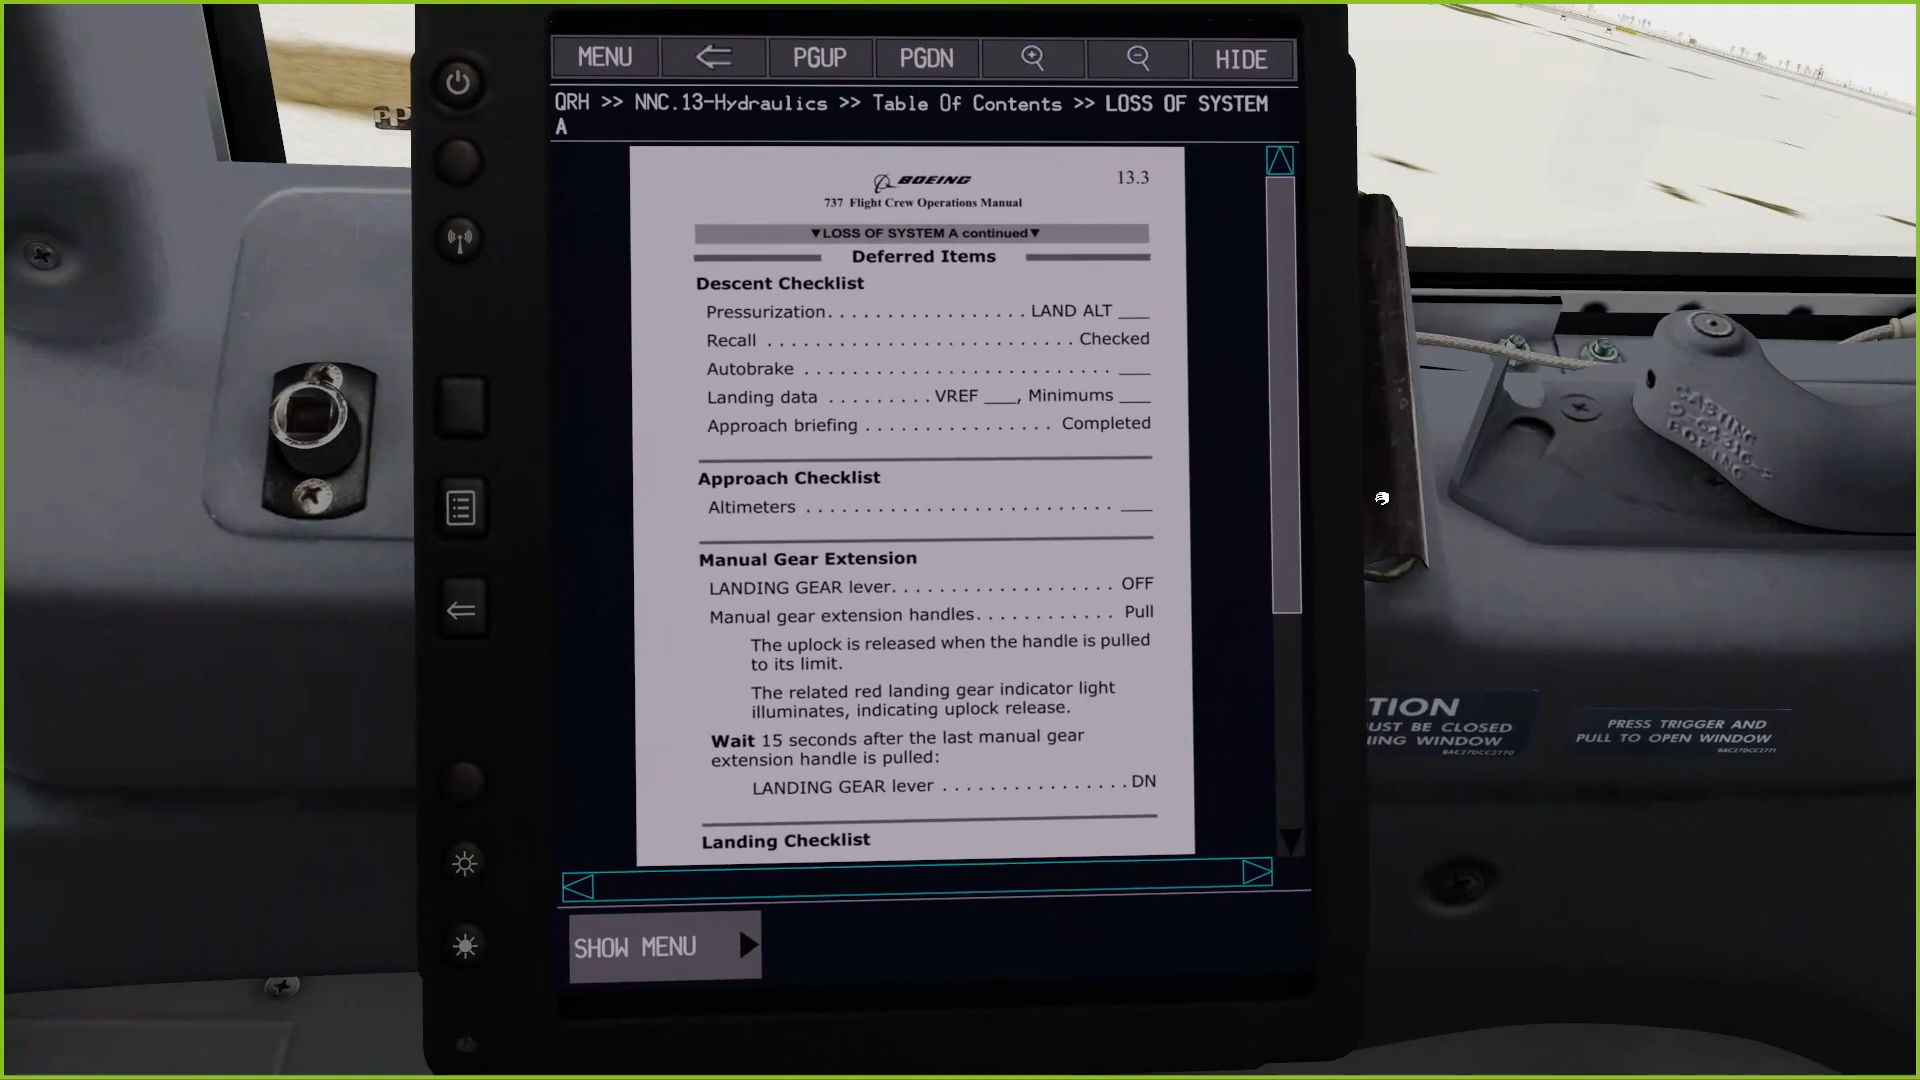 MENU PGUP PGDN HIDE
QRH >> NNC.13-Hydraulics >> Table Of Contents >> LOSS OF SYSTEM
A
BOEING 13.3
737 Flight Crew Operations Manual
▼LOSS OF SYSTEM A continued▼
Deferred Items
Descent Checklist
Pressurization. . . . . . . . . . . . . . . . . LAND ALT ___
Recall . . . . . . . . . . . . . . . . . . . . . . . . . . Checked
Autobrake . . . . . . . . . . . . . . . . . . . . . . . . . . ___
Landing data . . . . . . . . . VREF ___, Minimums ___
Approach briefing . . . . . . . . . . . . . . . . Completed
Approach Checklist
Altimeters . . . . . . . . . . . . . . . . . . . . . . . . . . ___
Manual Gear Extension
LANDING GEAR lever. . . . . . . . . . . . . . . . . . . OFF
Manual gear extension handles. . . . . . . . . . . . Pull
The uplock is released when the handle is pulled
to its limit.
The related red landing gear indicator light
illuminates, indicating uplock release.
Wait 15 seconds after the last manual gear
extension handle is pulled:
LANDING GEAR lever . . . . . . . . . . . . . . . . DN
Landing Checklist
SHOW MENU
CASTING
BOEING
TION
UST BE CLOSED
ING WINDOW
BAC27DCC2770
PRESS TRIGGER AND
PULL TO OPEN WINDOW
BAC27DCC2771